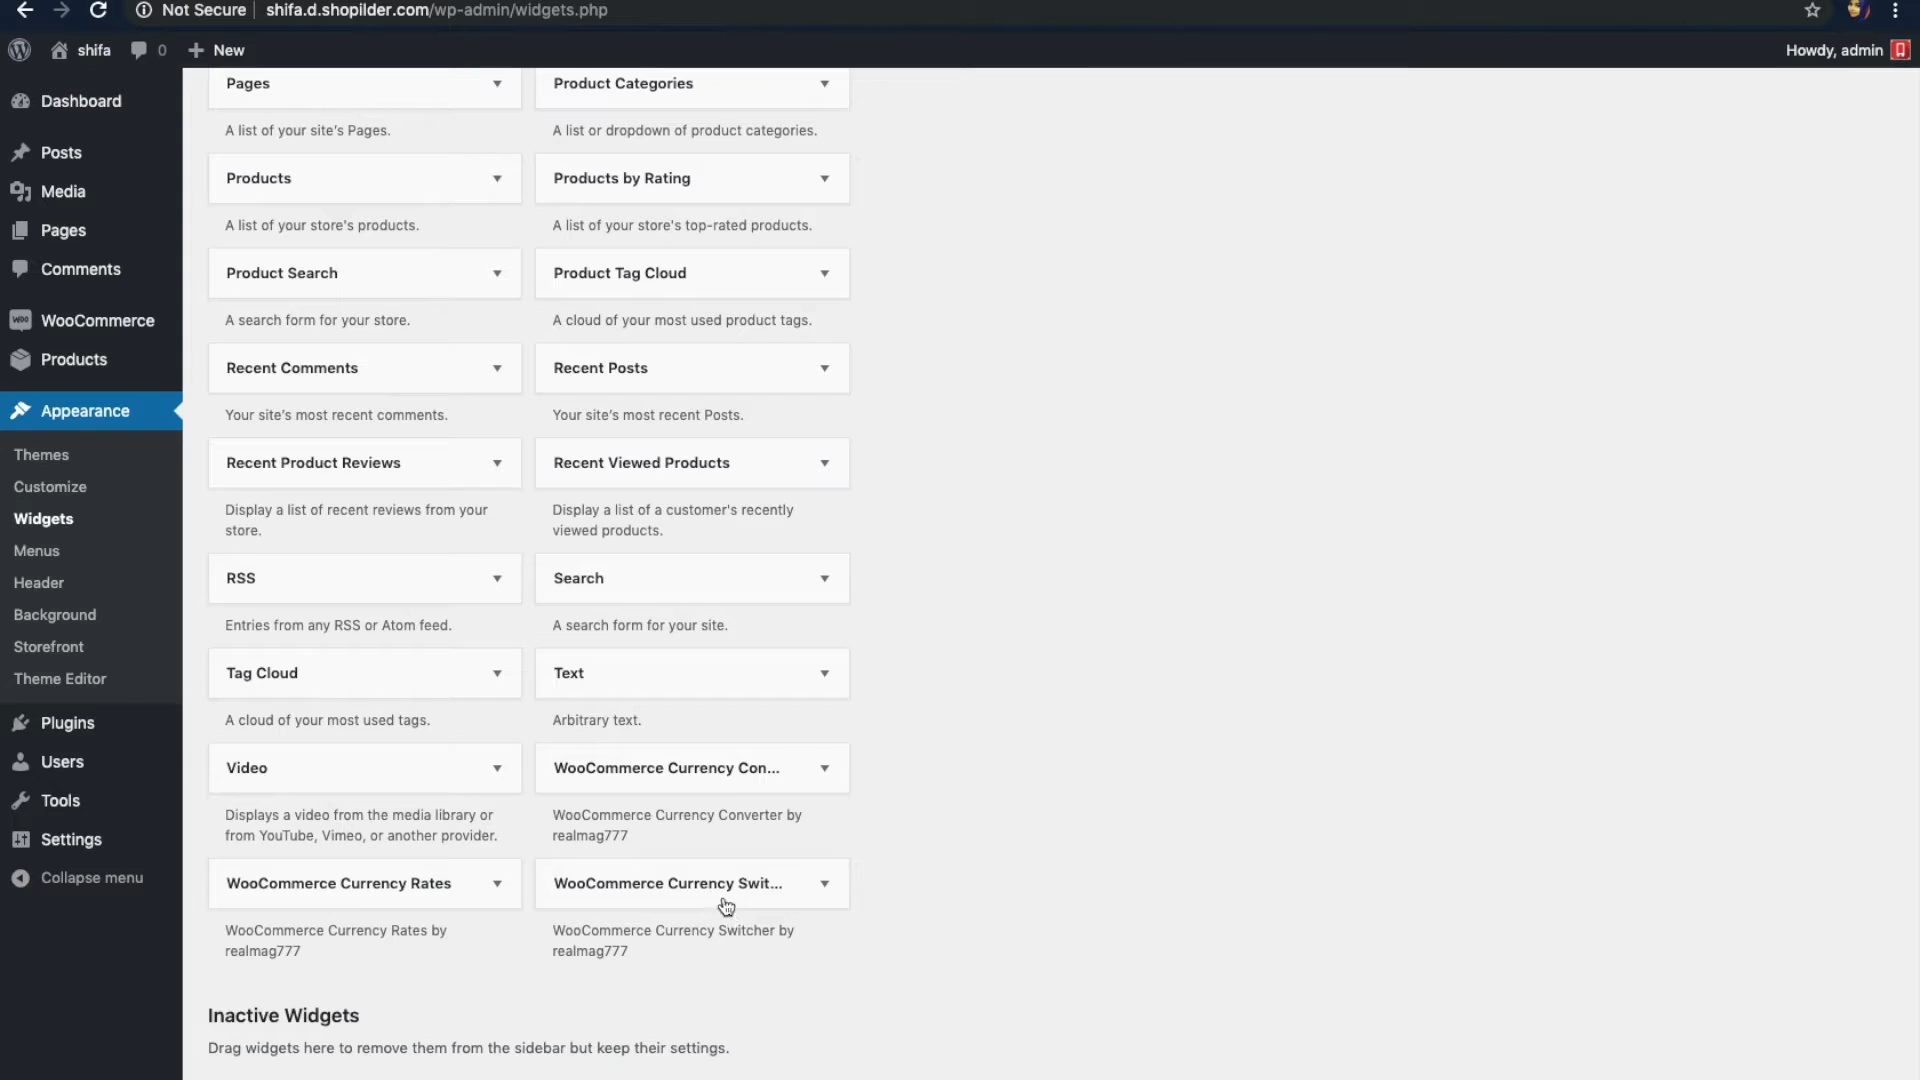 Not Secure shifa.d.shopilder.com/wp-admin/widgets.php
shifa 0 New Howdy, admin
Dashboard
Posts
Media
Pages
Comments
WooCommerce
Products
Appearance
Themes
Customize
Widgets
Menus
Header
Background
Storefront
Theme Editor
Plugins
Users
Tools
Settings
Collapse menu
Pages
A list of your site's Pages.
Product Categories
A list or dropdown of product categories.
Products
A list of your store's products.
Products by Rating
A list of your store's top-rated products.
Product Search
A search form for your store.
Product Tag Cloud
A cloud of your most used product tags.
Recent Comments
Your site's most recent comments.
Recent Posts
Your site's most recent Posts.
Recent Product Reviews
Display a list of recent reviews from your
store.
Recent Viewed Products
Display a list of a customer's recently
viewed products.
RSS
Entries from any RSS or Atom feed.
Search
A search form for your site.
Tag Cloud
A cloud of your most used tags.
Text
Arbitrary text.
Video
Displays a video from the media library or
from YouTube, Vimeo, or another provider.
WooCommerce Currency Con...
WooCommerce Currency Converter by
realmag777
WooCommerce Currency Rates
WooCommerce Currency Rates by
realmag777
WooCommerce Currency Swit...
WooCommerce Currency Switcher by
realmag777
Inactive Widgets
Drag widgets here to remove them from the sidebar but keep their settings.